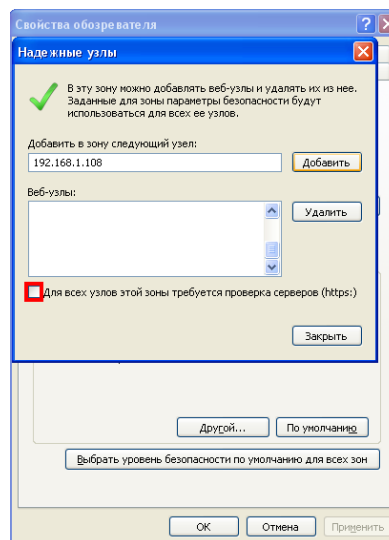 Свойства обозревателя
Надежные узлы
В эту зону можно добавлять веб-узлы и удалять их из нее.
Заданные для зоны параметры безопасности будут
использоваться для всех ее узлов.
Добавить в зону следующий узел:
192.168.1.108
Добавить
Веб-узлы:
Удалить
Для всех узлов этой зоны требуется проверка серверов (https:)
Закрыть
Другой...
По умолчанию
Выбрать уровень безопасности по умолчанию для всех зон
OK
Отмена
Применить